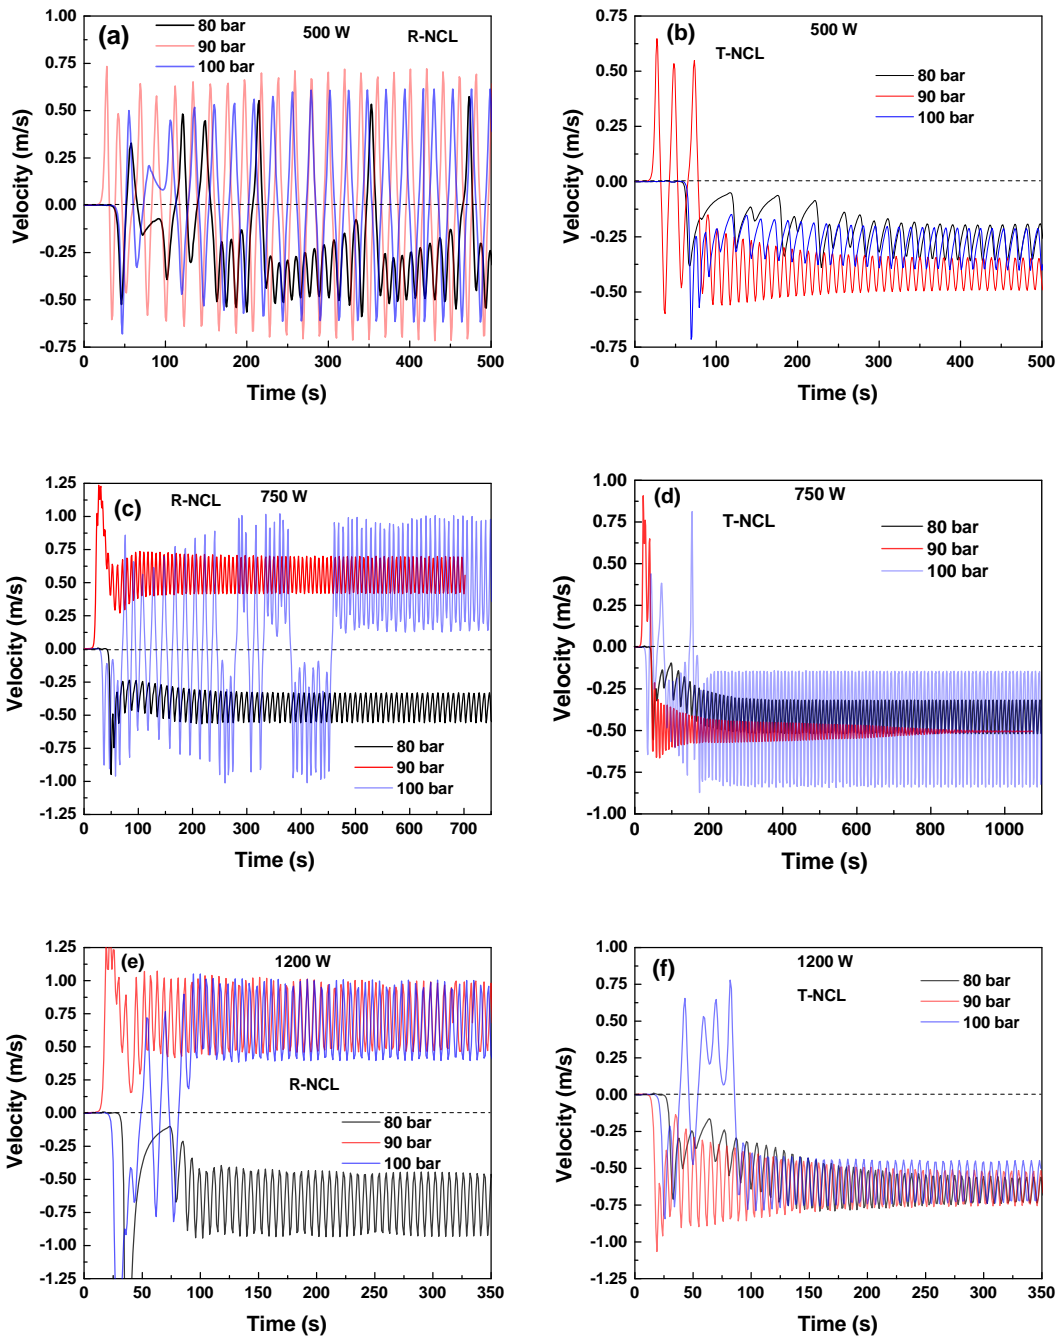 (a)
80 bar
90 bar
100 bar
500 W
R-NCL
1.00
0.75
0.50
0.25
0.00
-0.25
-0.50
-0.75
Velocity (m/s)
0 100 200 300 400 500
Time (s)
(b)
500 W
T-NCL
80 bar
90 bar
100 bar
0.75
0.50
0.25
0.00
-0.25
-0.50
-0.75
Velocity (m/s)
0 100 200 300 400 500
Time (s)
(c)
R-NCL
750 W
80 bar
90 bar
100 bar
1.25
1.00
0.75
0.50
0.25
0.00
-0.25
-0.50
-0.75
-1.00
-1.25
Velocity (m/s)
0 100 200 300 400 500 600 700
Time (s)
(d)
750 W
T-NCL
80 bar
90 bar
100 bar
1.00
0.75
0.50
0.25
0.00
-0.25
-0.50
-0.75
-1.00
Velocity (m/s)
0 200 400 600 800 1000
Time (s)
(e)
1200 W
R-NCL
80 bar
90 bar
100 bar
1.25
1.00
0.75
0.50
0.25
0.00
-0.25
-0.50
-0.75
-1.00
-1.25
Velocity (m/s)
0 50 100 150 200 250 300 350
Time (s)
(f)
1200 W
T-NCL
80 bar
90 bar
100 bar
1.00
0.75
0.50
0.25
0.00
-0.25
-0.50
-0.75
-1.00
-1.25
Velocity (m/s)
0 50 100 150 200 250 300 350
Time (s)